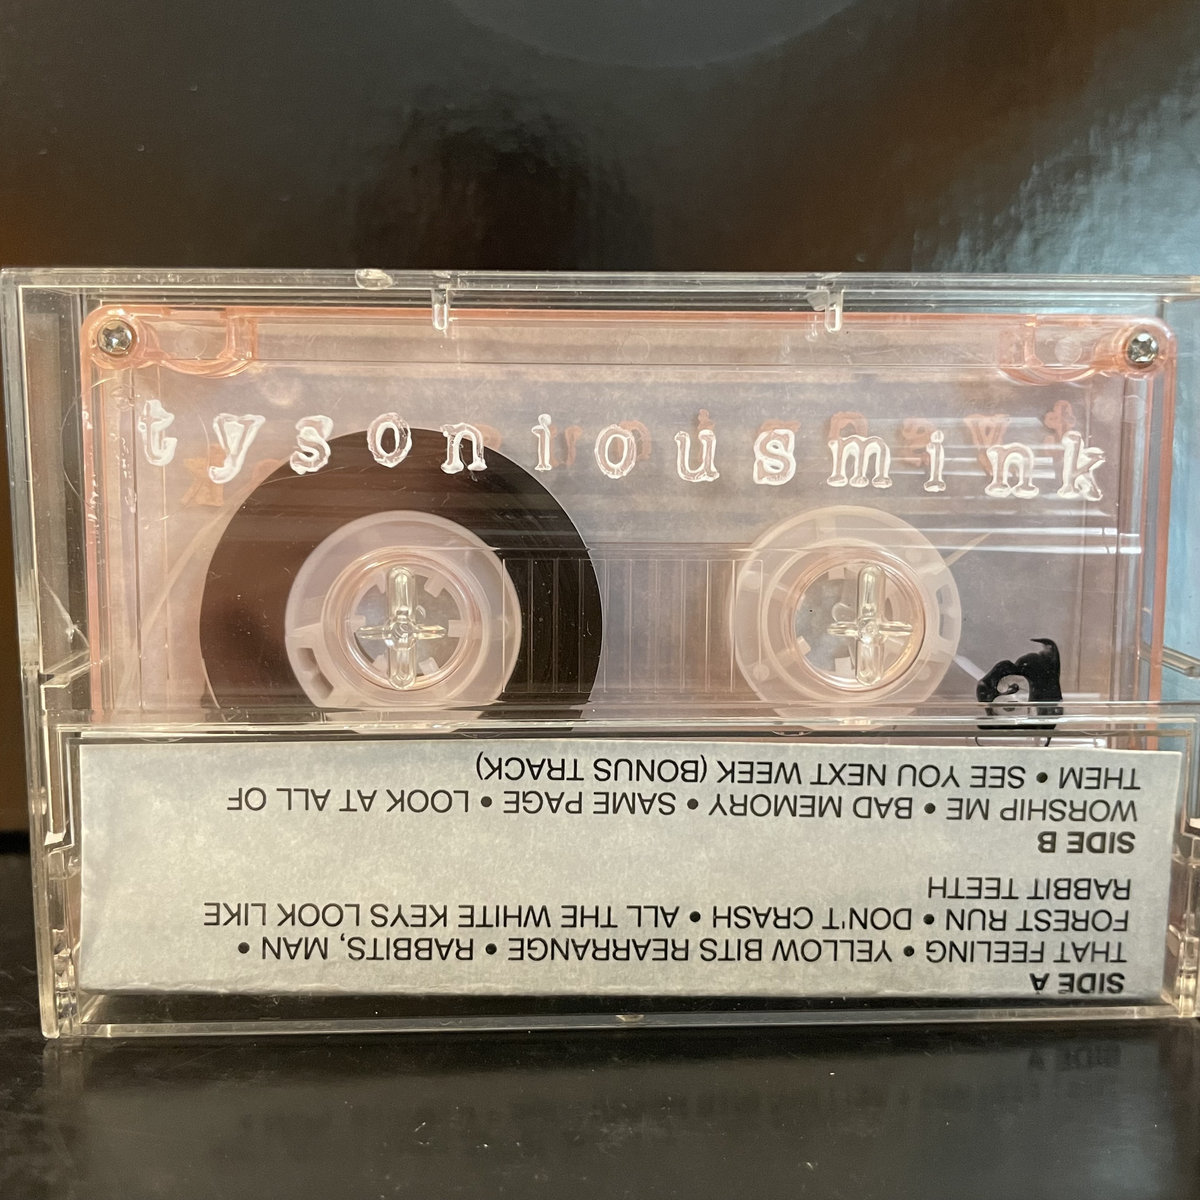 tysoniousmink
SIDE A
THAT FEELING • YELLOW BITS REARRANGE • RABBITS, MAN •
FOREST RUN • DON'T CRASH • ALL THE WHITE KEYS LOOK LIKE
RABBIT TEETH
SIDE B
WORSHIP ME • BAD MEMORY • SAME PAGE • LOOK AT ALL OF
THEM • SEE YOU NEXT WEEK (BONUS TRACK)